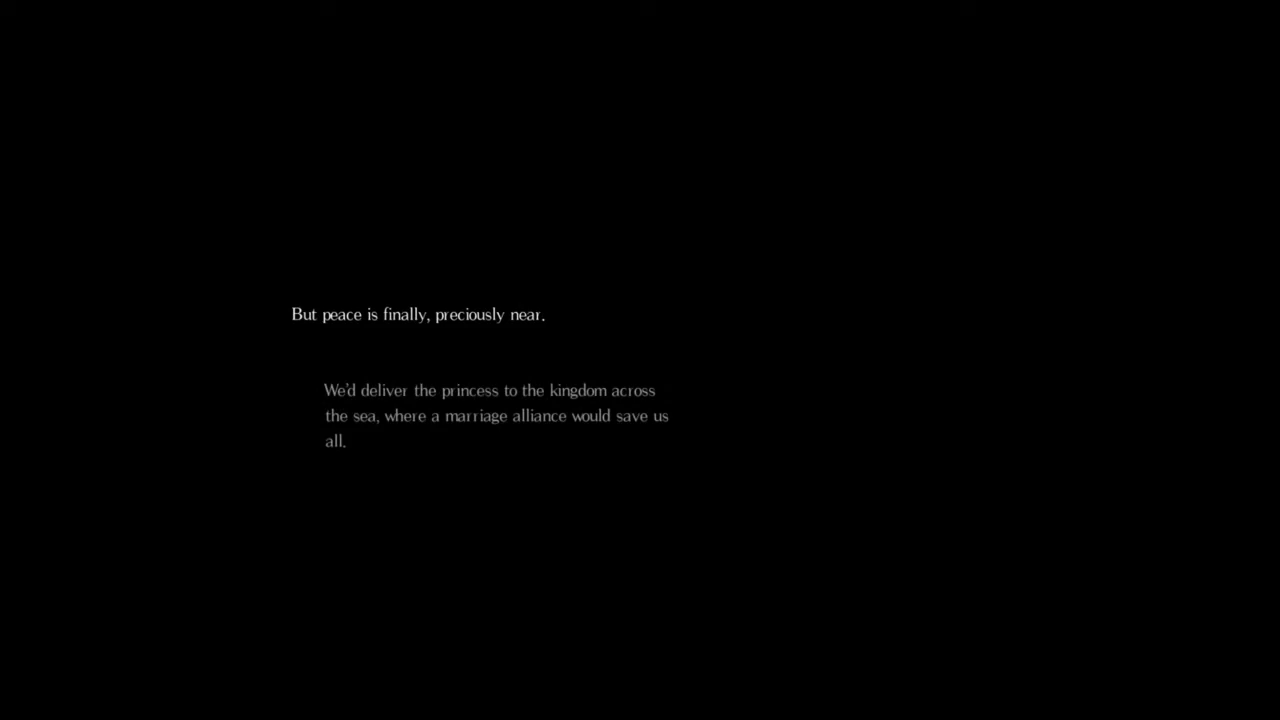 But peace is finally, preciously near.
We'd deliver the princess to the kingdom across
the sea, where a marriage alliance would save us
all.